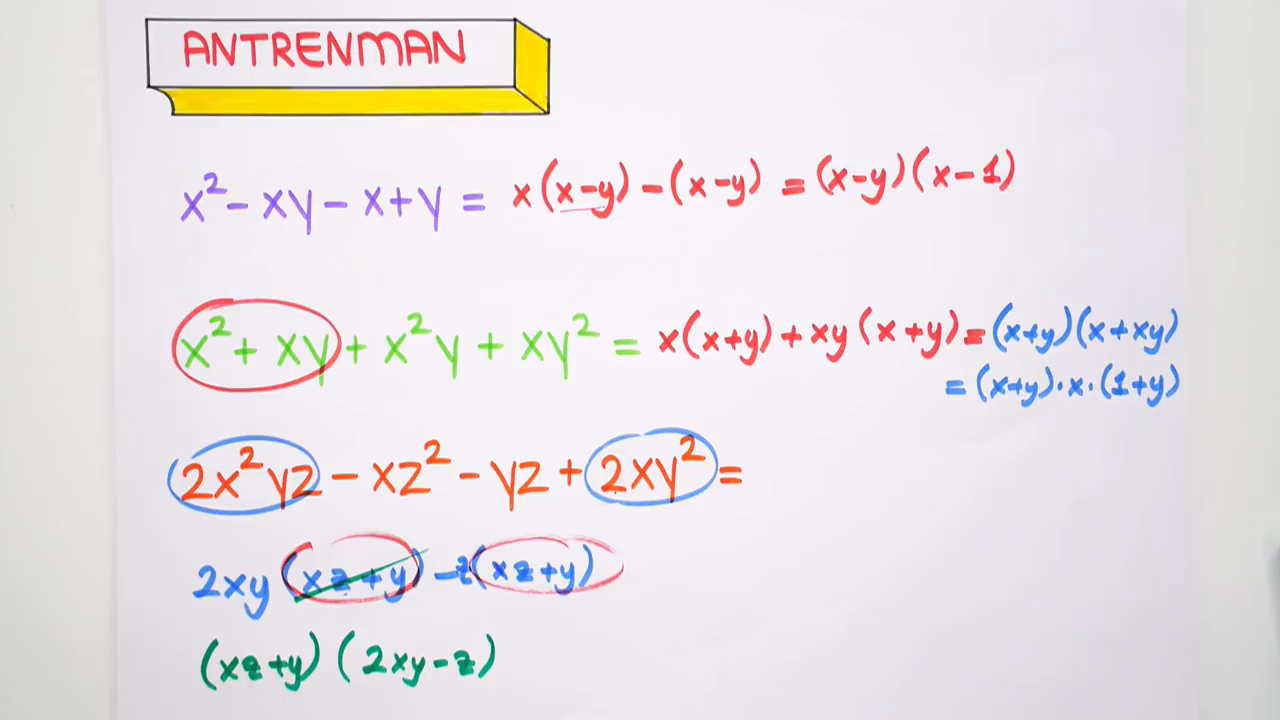 ANTRENMAN
x² - xy - x + y = x(x-y) - (x-y) = (x-y)(x-1)
x² + xy + x²y + xy² = x(x+y) + xy(x+y) = (x+y)(x+xy)
= (x+y)·x·(1+y)
2x²yz - xz² - yz + 2xy² =
2xy(xz+y) - z(xz+y)
(xz+y)(2xy-z)